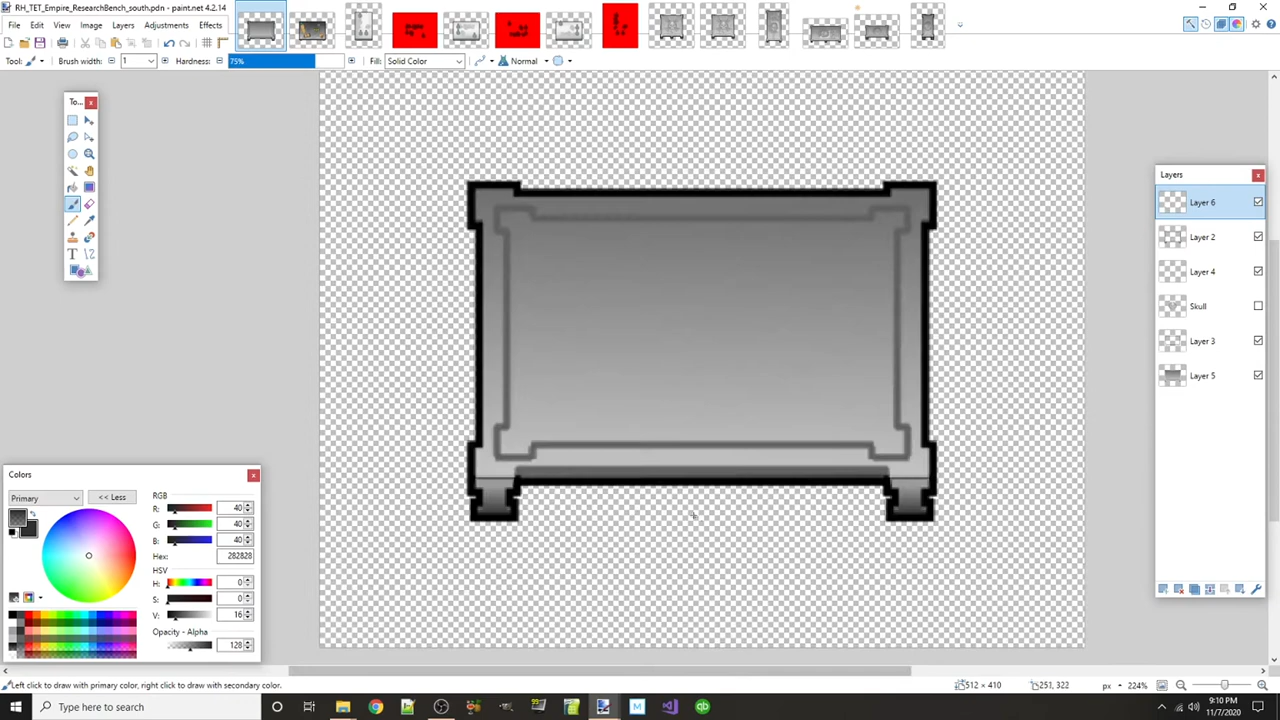 RH_TET_Empire_ResearchBench_south.pdn - paint.net 4.2.14
File Edit View Image Layers Adjustments Effects
Tool: Brush width: 1 Hardness: 75% Fill: Solid Color Normal
To...
Layers
Layer 6
Layer 2
Layer 4
Skull
Layer 3
Layer 5
Colors
Primary << Less
RGB
R: 40
G: 40
B: 40
Hex: 282828
HSV
H: 0
S: 0
V: 16
Opacity - Alpha
128
Left click to draw with primary color, right click to draw with secondary color. 512 × 410 251, 322 px 224%
Type here to search
9:10 PM
11/7/2020